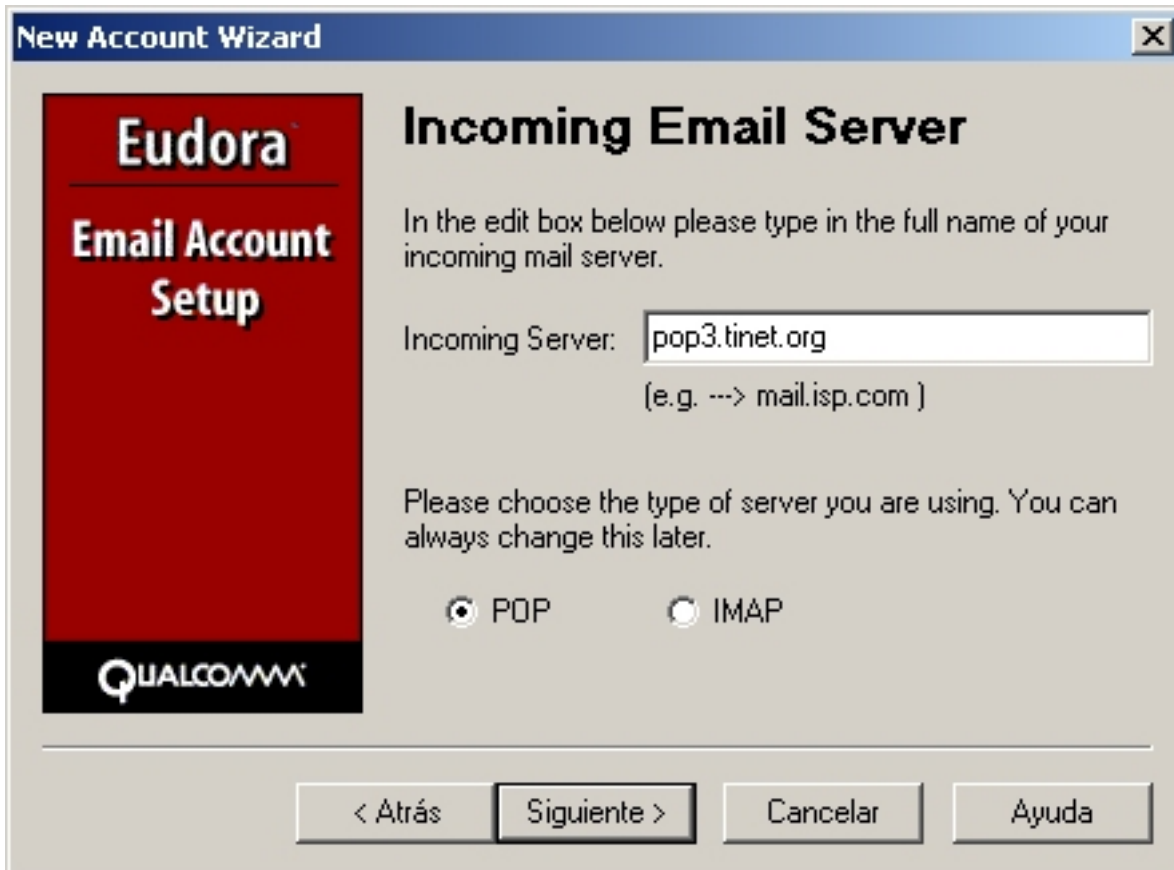 New Account Wizard
Eudora
Email Account
Setup
QUALCOMM
Incoming Email Server
In the edit box below please type in the full name of your
incoming mail server.
Incoming Server: pop3.tinet.org
(e.g. ---> mail.isp.com )
Please choose the type of server you are using. You can
always change this later.
POP IMAP
< Atrás Siguiente > Cancelar Ayuda